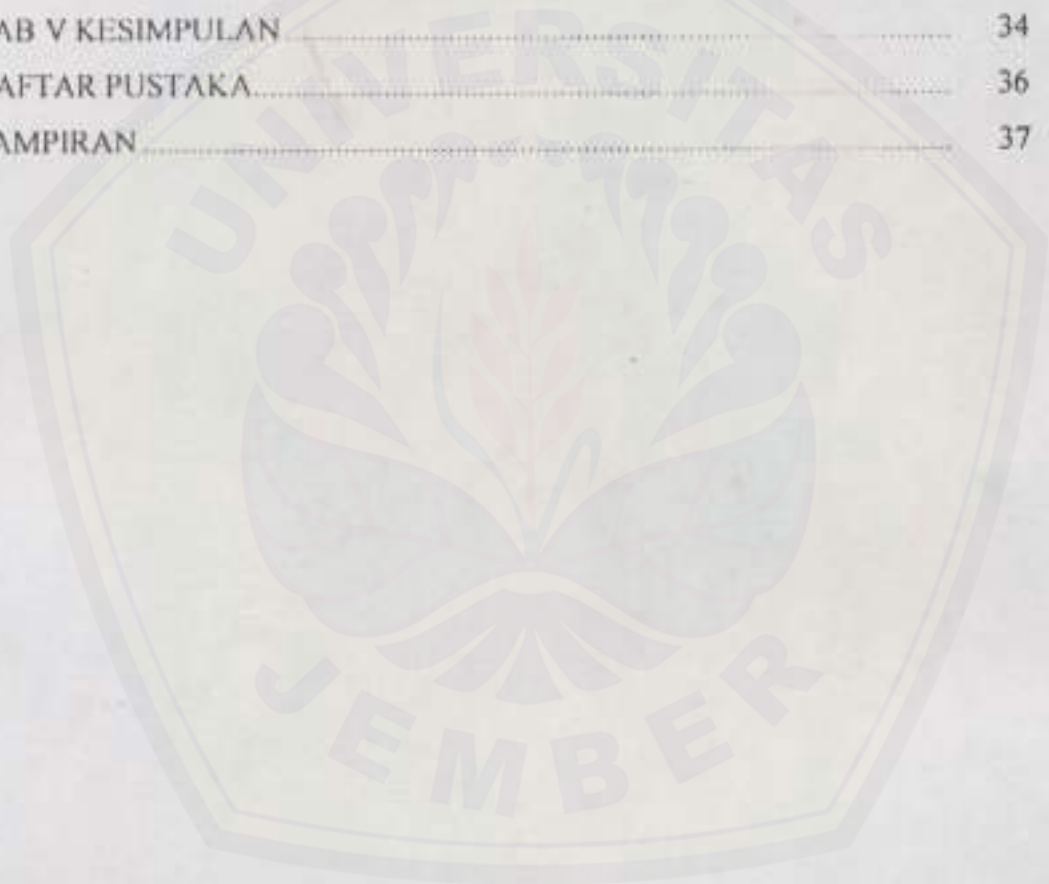 AB V KESIMPULAN 34
AFTAR PUSTAKA 36
AMPIRAN 37
UNIVERSITAS
JEMBER